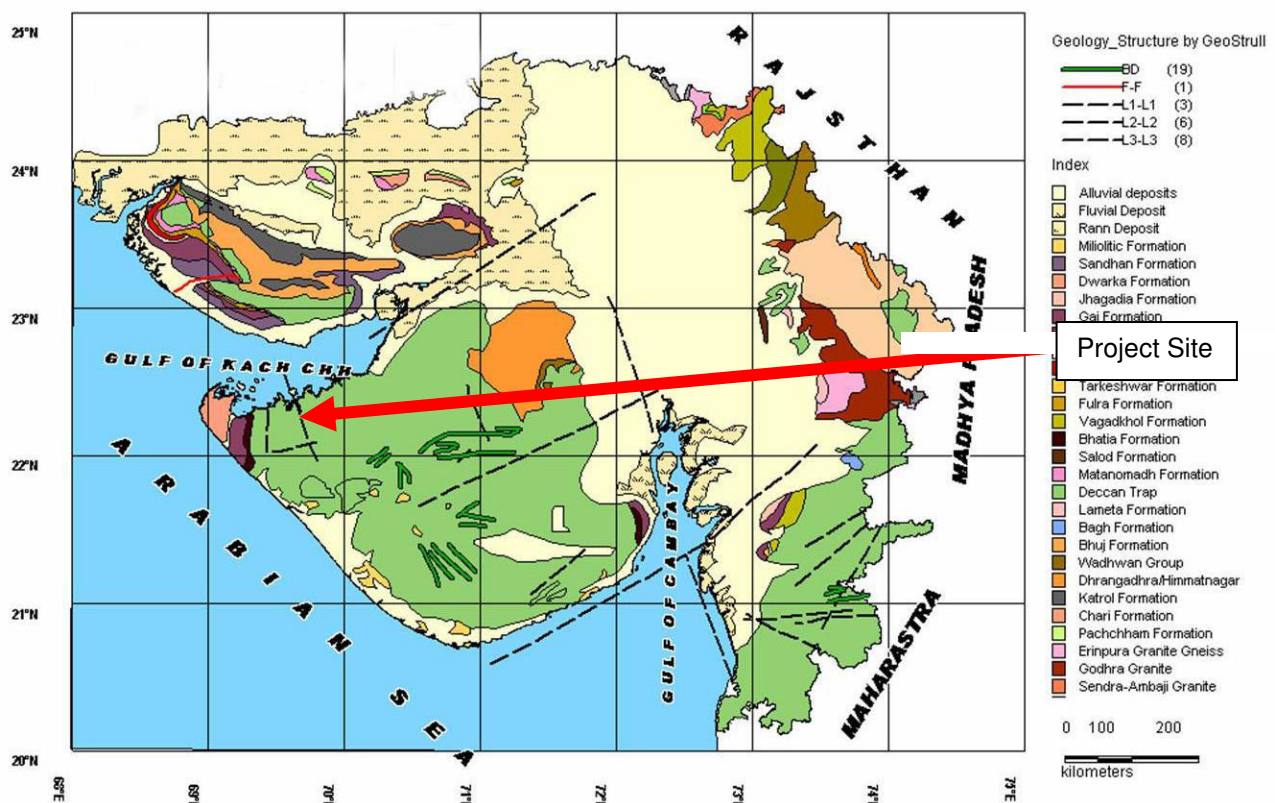 25°N
24°N
23°N
22°N
21°N
20°N
68°E
69°E
70°E
71°E
72°E
73°E
74°E
75°E
RAJSTHAN
MADHYA PRADESH
MAHARASTRA
GULF OF KACH CHH
GULF OF CAMBAY
ARABIAN SEA
Project Site
Geology_Structure by GeoStrull
BD (19)
F-F (1)
L1-L1 (3)
L2-L2 (6)
L3-L3 (8)
Index
Alluvial deposits
Fluvial Deposit
Rann Deposit
Miliolitic Formation
Sandhan Formation
Dwarka Formation
Jhagadia Formation
Gaj Formation
Tarkeshwar Formation
Fulra Formation
Vagadkhol Formation
Bhatia Formation
Salod Formation
Matanomadh Formation
Deccan Trap
Lameta Formation
Bagh Formation
Bhuj Formation
Wadhwan Group
Dhrangadhra/Himmatnagar
Katrol Formation
Chari Formation
Pachchham Formation
Erinpura Granite Gneiss
Godhra Granite
Sendra-Ambaji Granite
0 100 200
kilometers